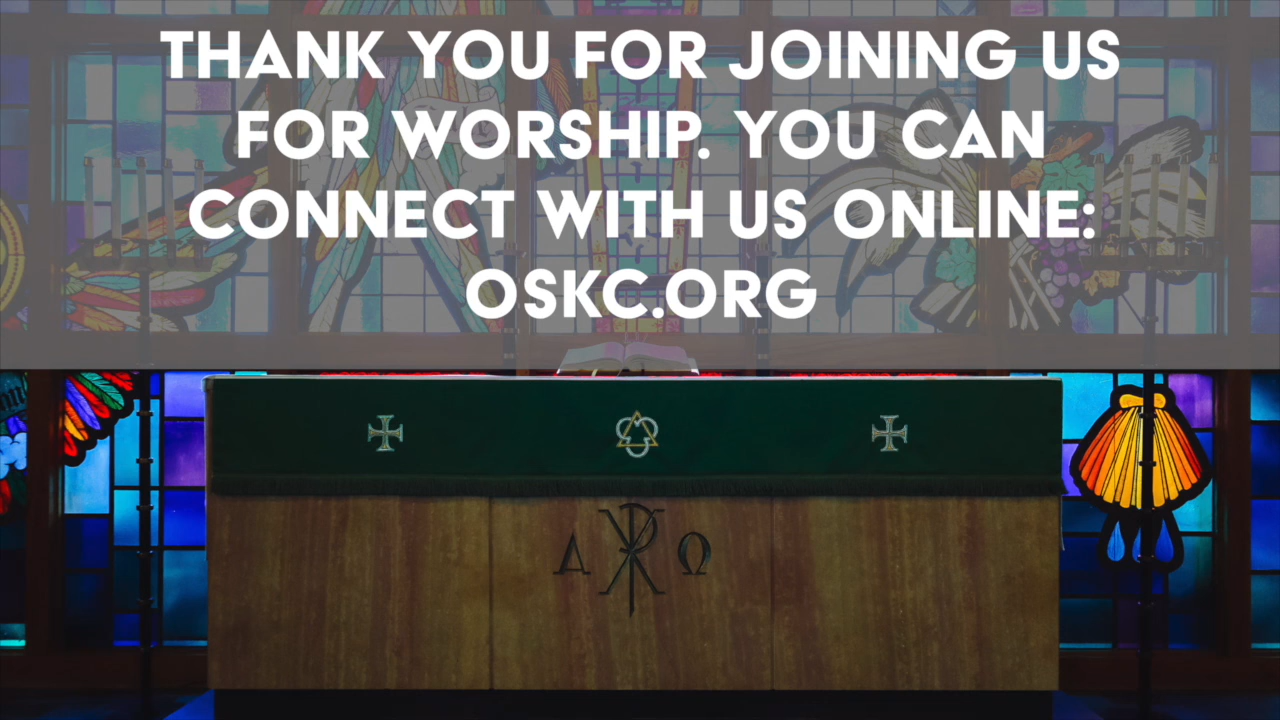 THANK YOU FOR JOINING US
FOR WORSHIP. YOU CAN
CONNECT WITH US ONLINE:
OSKC.ORG
Α ☧ Ω